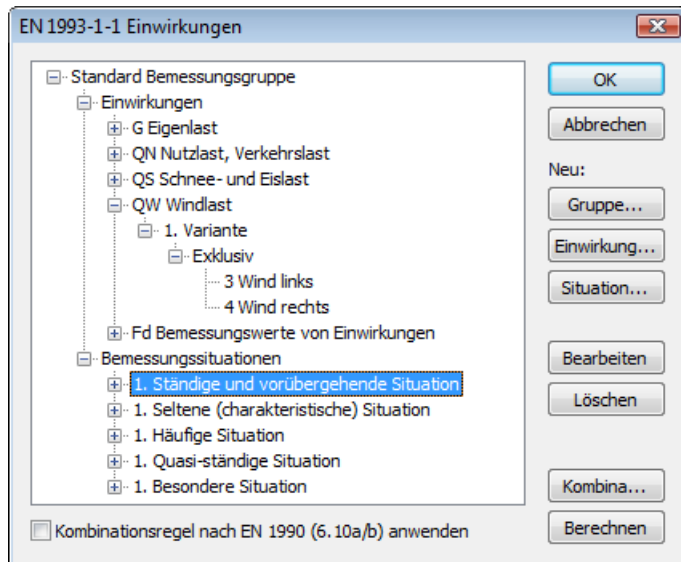 EN 1993-1-1 Einwirkungen
Standard Bemessungsgruppe
Einwirkungen
G Eigenlast
QN Nutzlast, Verkehrslast
QS Schnee- und Eislast
QW Windlast
1. Variante
Exklusiv
3 Wind links
4 Wind rechts
Fd Bemessungswerte von Einwirkungen
Bemessungssituationen
1. Ständige und vorübergehende Situation
1. Seltene (charakteristische) Situation
1. Häufige Situation
1. Quasi-ständige Situation
1. Besondere Situation
Kombinationsregel nach EN 1990 (6.10a/b) anwenden
OK
Abbrechen
Neu:
Gruppe...
Einwirkung...
Situation...
Bearbeiten
Löschen
Kombina...
Berechnen